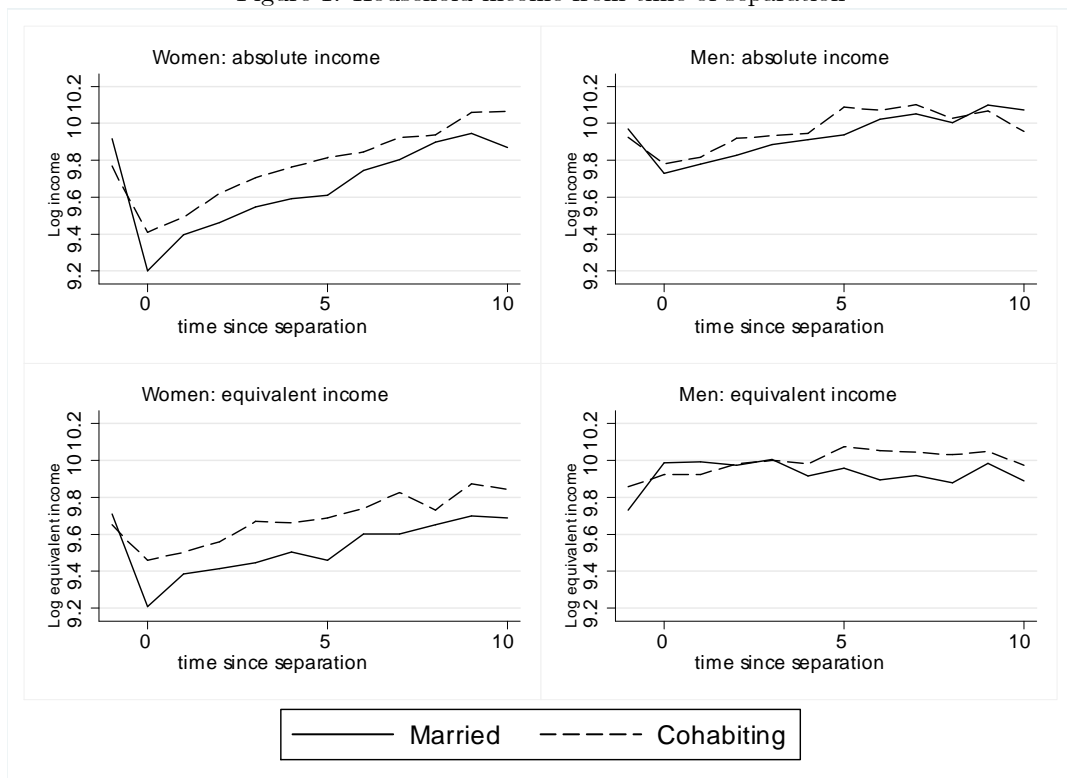 Figure 1: Household income from time of separation
Women: absolute income
Log income
9.2 9.4 9.6 9.8 10 10.2
0 5 10
time since separation
Men: absolute income
Log income
9.2 9.4 9.6 9.8 10 10.2
0 5 10
time since separation
Women: equivalent income
Log equivalent income
9.2 9.4 9.6 9.8 10 10.2
0 5 10
time since separation
Men: equivalent income
Log equivalent income
9.2 9.4 9.6 9.8 10 10.2
0 5 10
time since separation
Married Cohabiting